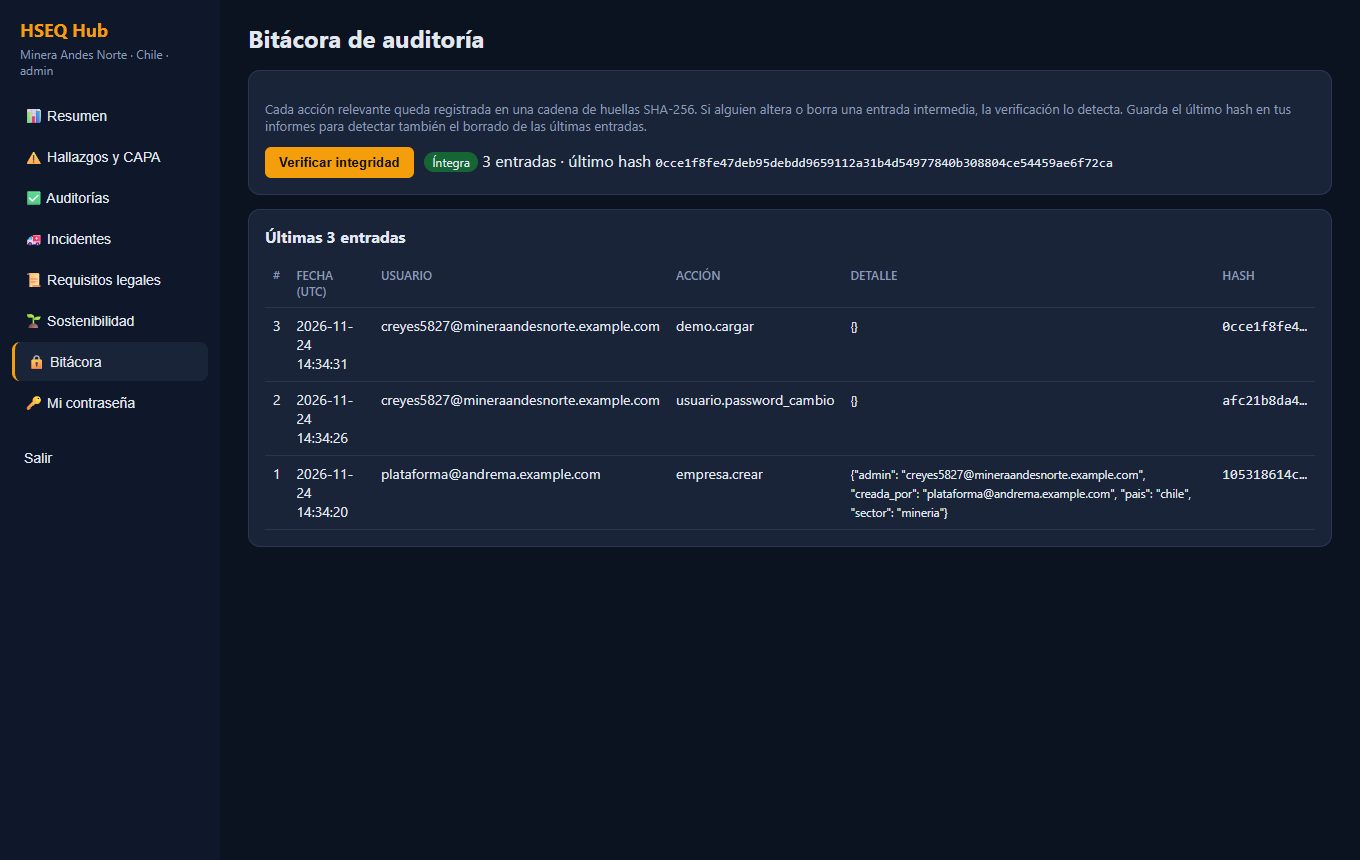 HSEQ Hub
Minera Andes Norte · Chile ·
admin
Resumen
Hallazgos y CAPA
Auditorías
Incidentes
Requisitos legales
Sostenibilidad
Bitácora
Mi contraseña
Salir
Bitácora de auditoría
Cada acción relevante queda registrada en una cadena de huellas SHA-256. Si alguien altera o borra una entrada intermedia, la verificación lo detecta. Guarda el último hash en tus
informes para detectar también el borrado de las últimas entradas.
Verificar integridad Íntegra 3 entradas · último hash 0cce1f8fe47deb95debdd9659112a31b4d54977840b308804ce54459ae6f72ca
Últimas 3 entradas
# FECHA (UTC) USUARIO ACCIÓN DETALLE HASH
3 2026-11-24 14:34:31 creyes5827@mineraandesnorte.example.com demo.cargar {} 0cce1f8fe4…
2 2026-11-24 14:34:26 creyes5827@mineraandesnorte.example.com usuario.password_cambio {} afc21b8da4…
1 2026-11-24 14:34:20 plataforma@andrema.example.com empresa.crear {"admin": "creyes5827@mineraandesnorte.example.com", "creada_por": "plataforma@andrema.example.com", "pais": "chile", "sector": "mineria"} 105318614c…